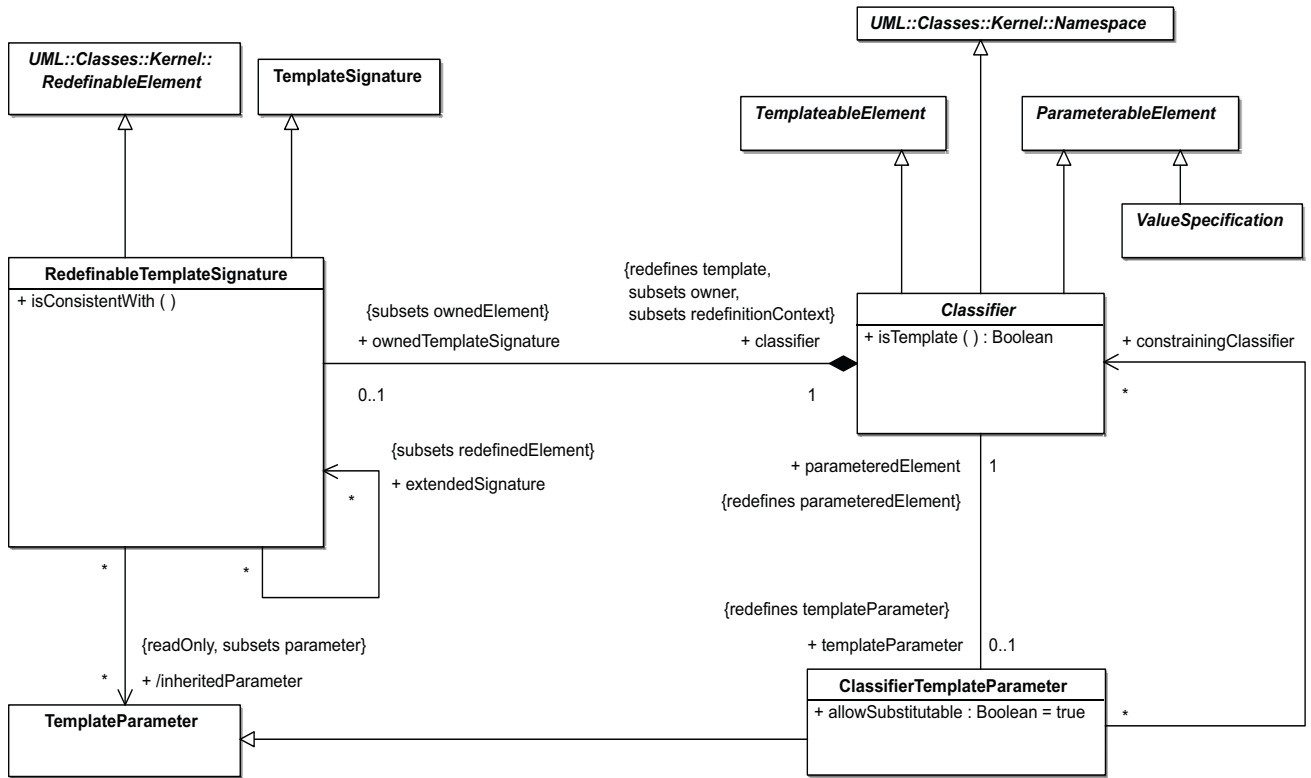 UML::Classes::Kernel::Namespace
UML::Classes::Kernel::
RedefinableElement
TemplateSignature
TemplateableElement
ParameterableElement
ValueSpecification
RedefinableTemplateSignature
+ isConsistentWith ( )
{subsets ownedElement}
+ ownedTemplateSignature
0..1
{redefines template,
subsets owner,
subsets redefinitionContext}
+ classifier
1
Classifier
+ isTemplate ( ) : Boolean
+ constrainingClassifier
*
{subsets redefinedElement}
+ extendedSignature
*
*
+ parameteredElement
1
{redefines parameteredElement}
*
{readOnly, subsets parameter}
* + /inheritedParameter
{redefines templateParameter}
+ templateParameter
0..1
TemplateParameter
ClassifierTemplateParameter
+ allowSubstitutable : Boolean = true
*